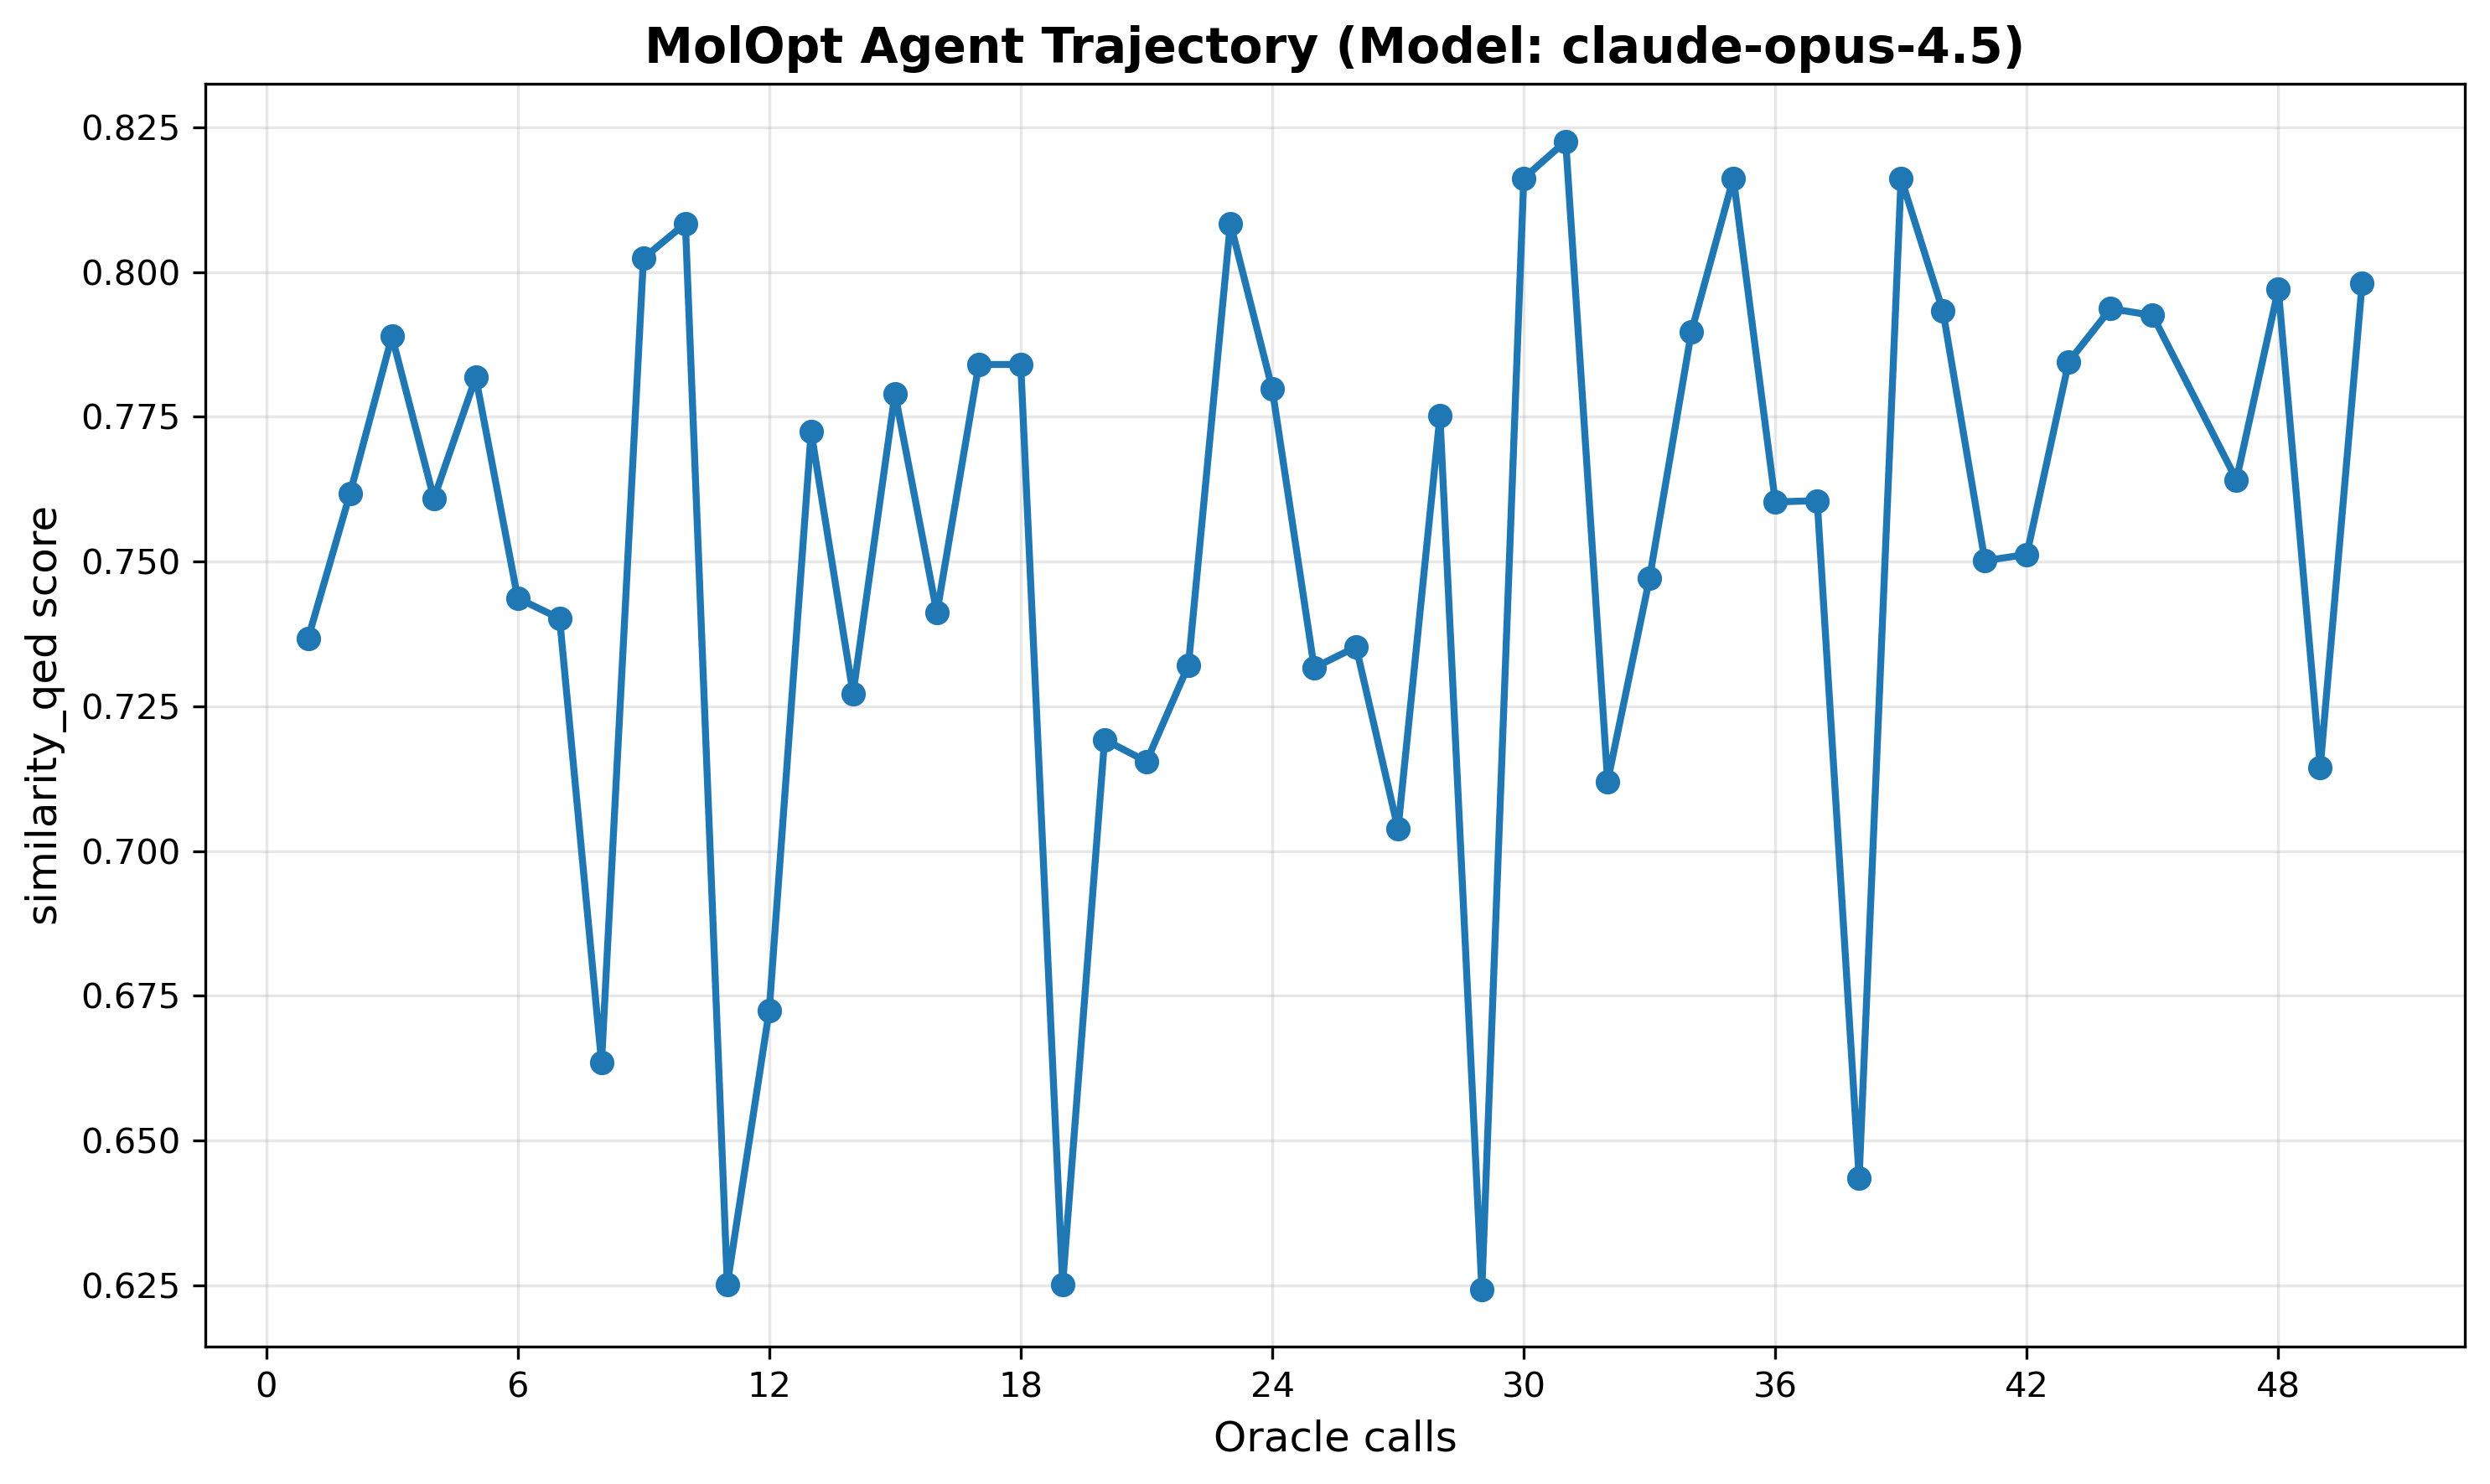 MolOpt Agent Trajectory (Model: claude-opus-4.5)
similarity_qed score
0.825
0.800
0.775
0.750
0.725
0.700
0.675
0.650
0.625
0 6 12 18 24 30 36 42 48
Oracle calls